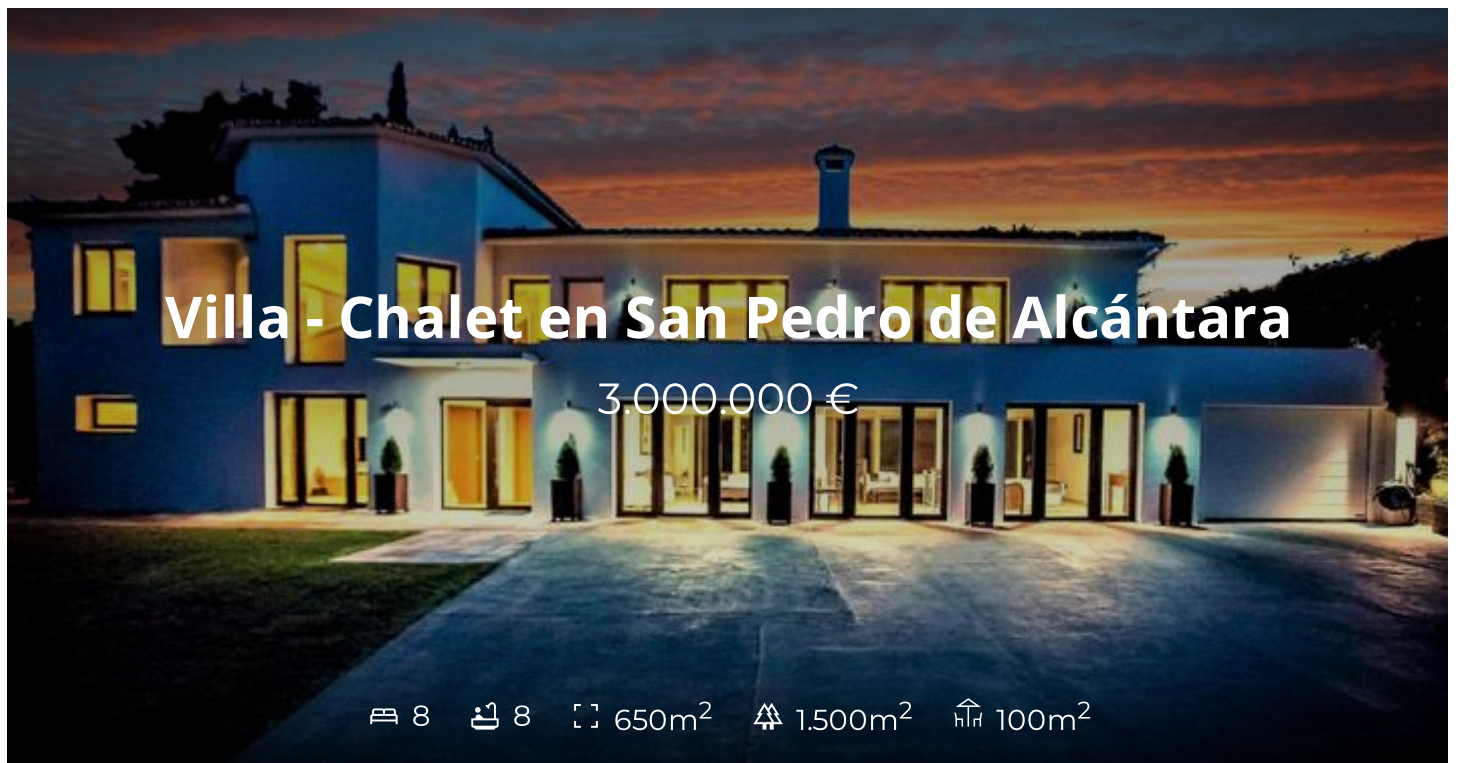 Villa - Chalet en San Pedro de Alcántara
3.000.000 €
8 8 650m² 1.500m² 100m²